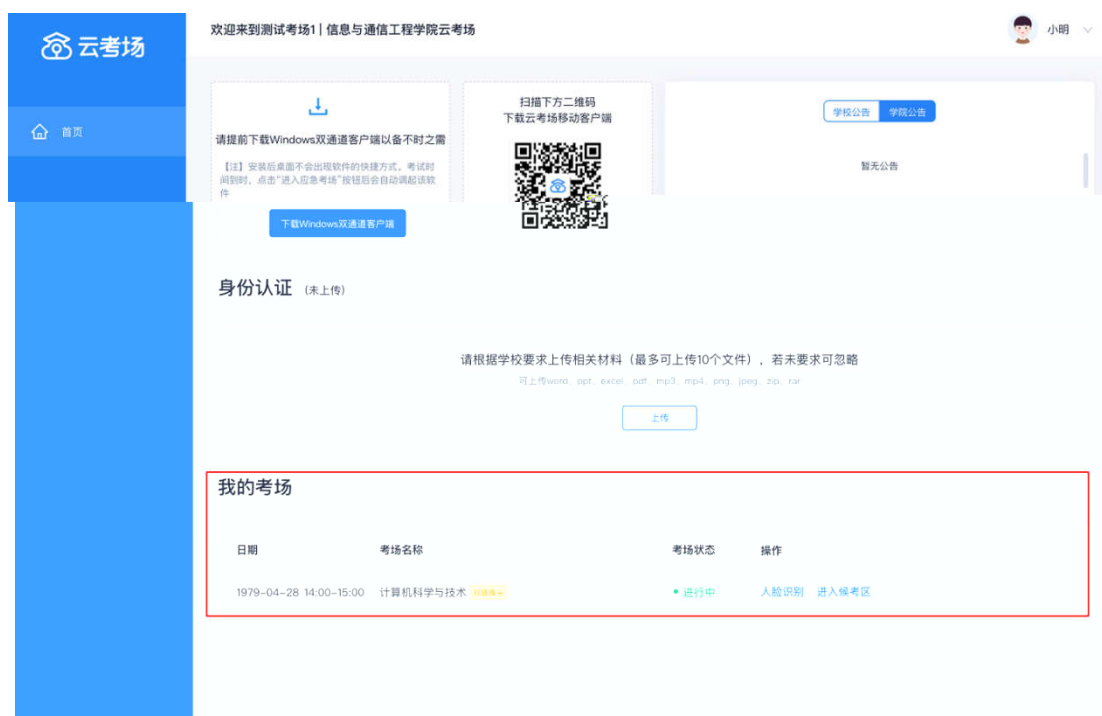 云考场
欢迎来到测试考场1 | 信息与通信工程学院云考场
小明
首页
请提前下载Windows双通道客户端以备不时之需
【注】安装后桌面不会出现软件的快捷方式，考试时
间到时，点击“进入应急考场”按钮后会自动调起该软
件
下载Windows双通道客户端
扫描下方二维码
下载云考场移动客户端
学校公告 学院公告
暂无公告
身份认证 (未上传)
请根据学校要求上传相关材料（最多可上传10个文件），若未要求可忽略
可上传word、ppt、excel、pdf、mp3、mp4、png、jpeg、zip、rar
上传
我的考场
日期 考场名称 考场状态 操作
1979-04-28 14:00-15:00 计算机科学与技术 进行中 人脸识别 进入候考区